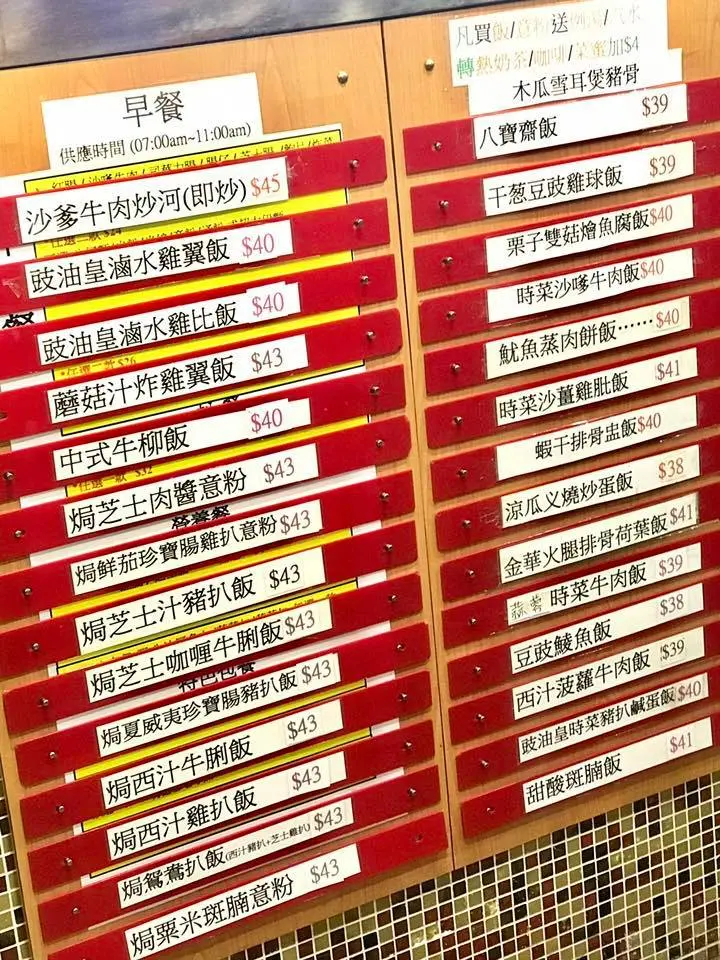 早餐
供應時間 (07:00am~11:00am)
沙爹牛肉炒河(即炒) $45
豉油皇滷水雞翼飯 $40
豉油皇滷水雞比飯 $40
蘑菇汁炸雞翼飯 $43
中式牛柳飯 $40
焗芝士肉醬意粉 $43
焗鮮茄珍寶腸雞扒意粉 $43
焗芝士汁豬扒飯 $43
焗芝士咖喱牛脷飯 $43
焗夏威夷珍寶腸豬扒飯 $43
焗西汁牛脷飯 $43
焗西汁雞扒飯 $43
焗鴛鴦扒飯(西汁豬扒+芝士雞扒) $43
焗粟米斑腩意粉 $43
凡買飯/意粉送例湯/汽水
轉熱奶茶/咖啡/菜蜜加$4
木瓜雪耳煲豬骨
八寶齋飯 $39
干葱豆豉雞球飯 $39
栗子雙菇燴魚腐飯 $40
時菜沙嗲牛肉飯 $40
魷魚蒸肉餅飯…… $40
時菜沙薑雞肶飯 $41
蝦干排骨盅飯 $40
涼瓜义燒炒蛋飯 $38
金華火腿排骨荷葉飯 $41
蒜蓉 時菜牛肉飯 $39
豆豉鯪魚飯 $38
西汁菠蘿牛肉飯 $39
豉油皇時菜豬扒鹹蛋飯 $40
甜酸斑腩飯 $41